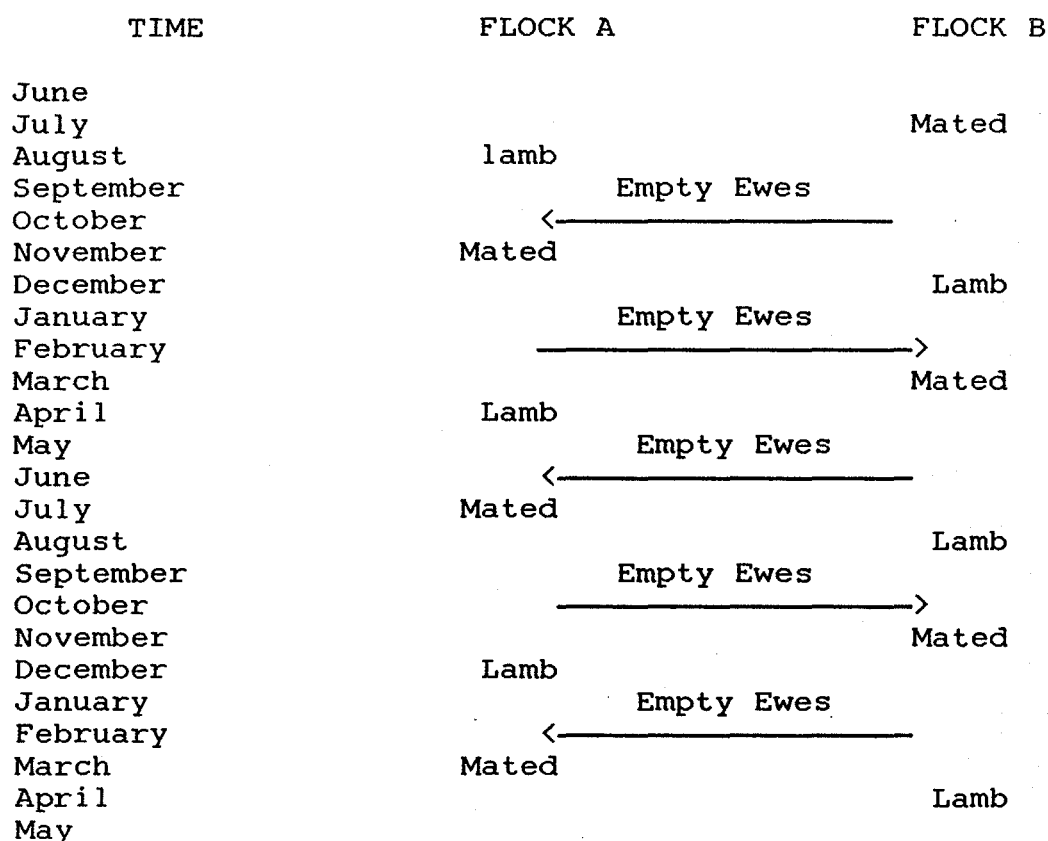 TIME FLOCK A FLOCK B
June
July Mated
August lamb
September Empty Ewes
October
November Mated
December Lamb
January Empty Ewes
February
March Mated
April Lamb
May Empty Ewes
June
July Mated
August Lamb
September Empty Ewes
October
November Mated
December Lamb
January Empty Ewes
February
March Mated
April Lamb
May